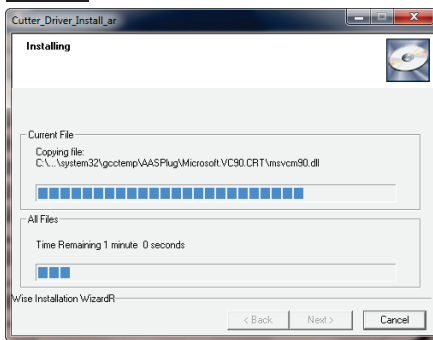 Cutter_Driver_Install_ar
Installing
Current File
Copying file:
C:\...\system32\gcctemp\AASPlug\Microsoft.VC90.CRT\msvcm90.dll
All Files
Time Remaining 1 minute 0 seconds
Wise Installation WizardR
< Back Next > Cancel